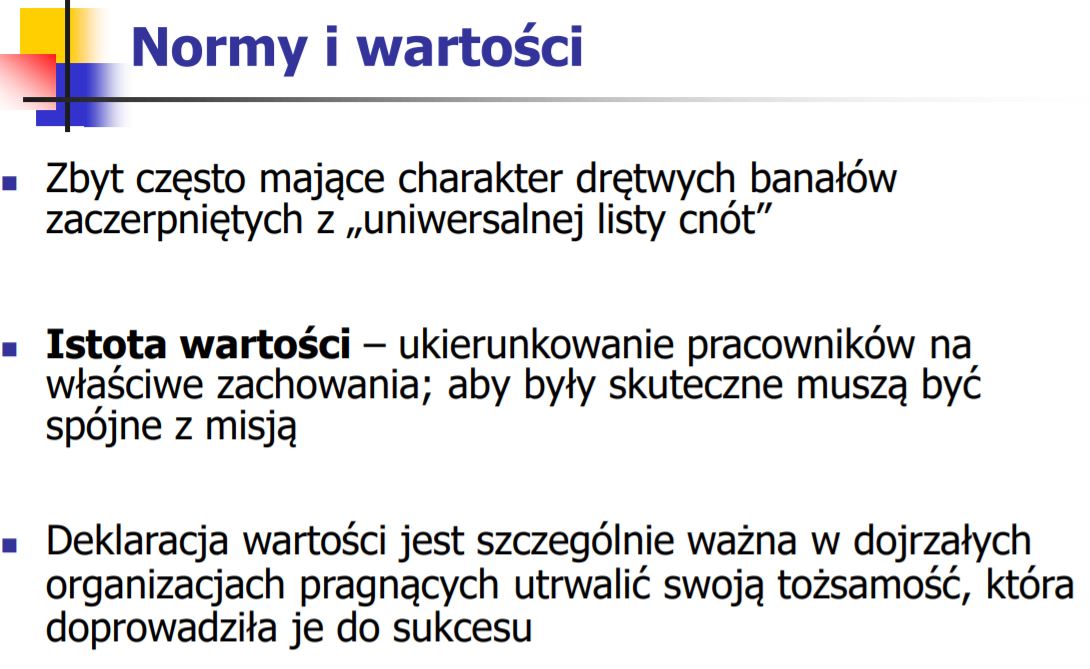 Normy i wartości
Zbyt często mające charakter drętwych banałów
zaczerpniętych z „uniwersalnej listy cnót”
Istota wartości – ukierunkowanie pracowników na
właściwe zachowania; aby były skuteczne muszą być
spójne z misją
Deklaracja wartości jest szczególnie ważna w dojrzałych
organizacjach pragnących utrwalić swoją tożsamość, która
doprowadziła je do sukcesu